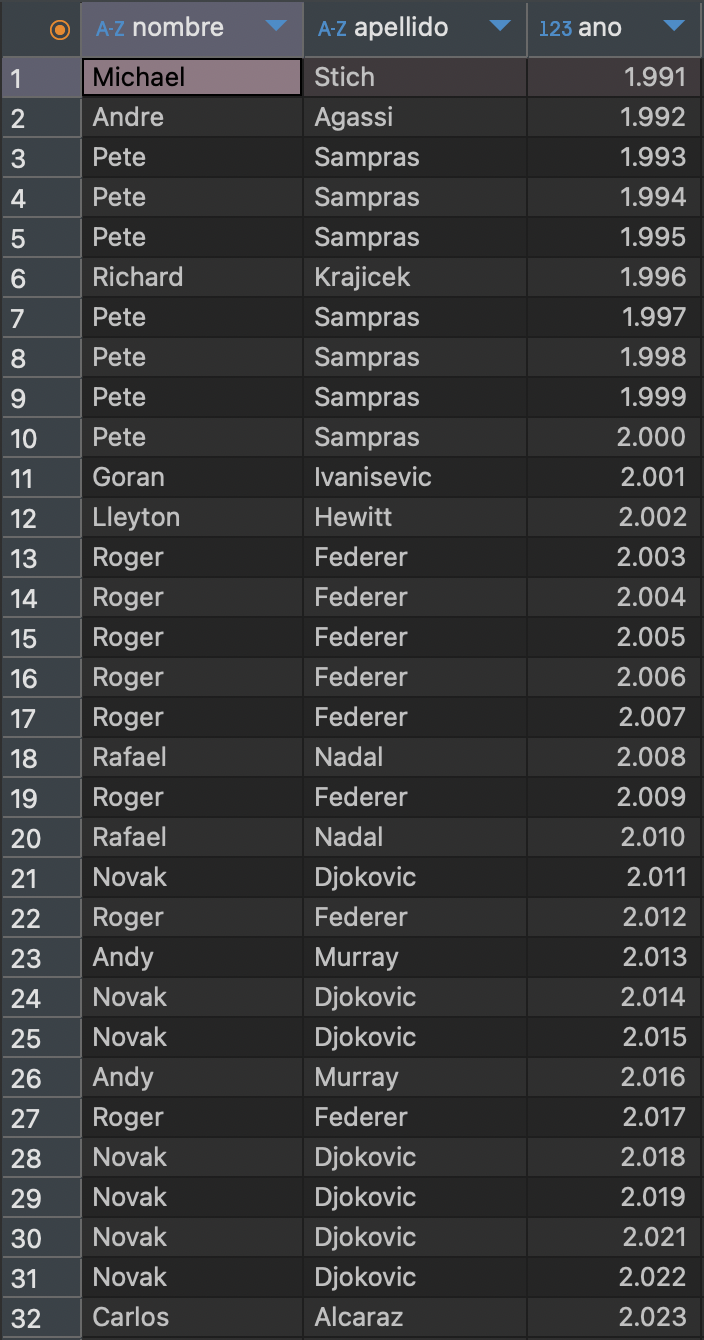 A-Z nombre A-Z apellido 123 ano
1 Michael Stich 1.991
2 Andre Agassi 1.992
3 Pete Sampras 1.993
4 Pete Sampras 1.994
5 Pete Sampras 1.995
6 Richard Krajicek 1.996
7 Pete Sampras 1.997
8 Pete Sampras 1.998
9 Pete Sampras 1.999
10 Pete Sampras 2.000
11 Goran Ivanisevic 2.001
12 Lleyton Hewitt 2.002
13 Roger Federer 2.003
14 Roger Federer 2.004
15 Roger Federer 2.005
16 Roger Federer 2.006
17 Roger Federer 2.007
18 Rafael Nadal 2.008
19 Roger Federer 2.009
20 Rafael Nadal 2.010
21 Novak Djokovic 2.011
22 Roger Federer 2.012
23 Andy Murray 2.013
24 Novak Djokovic 2.014
25 Novak Djokovic 2.015
26 Andy Murray 2.016
27 Roger Federer 2.017
28 Novak Djokovic 2.018
29 Novak Djokovic 2.019
30 Novak Djokovic 2.021
31 Novak Djokovic 2.022
32 Carlos Alcaraz 2.023